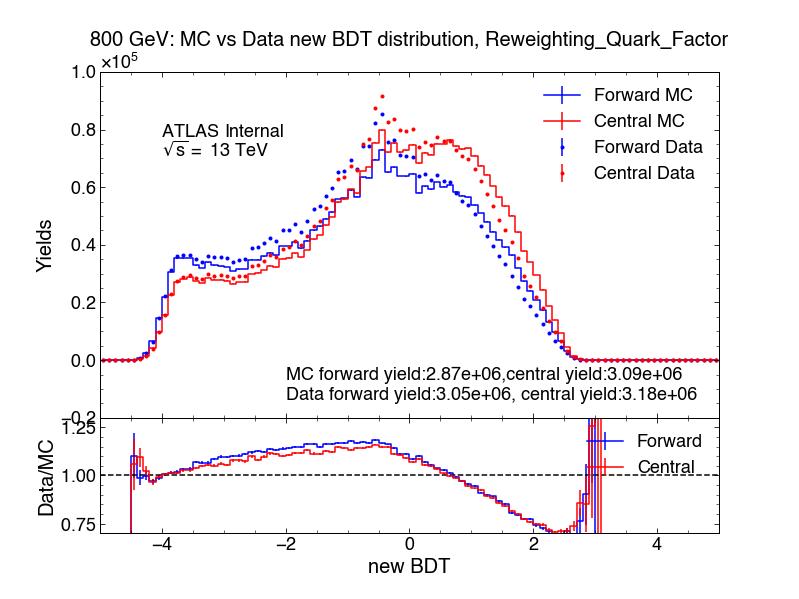 800 GeV: MC vs Data new BDT distribution, Reweighting_Quark_Factor
×10⁵
1.0
0.8
0.6
0.4
0.2
0.0
−0.2
Yields
ATLAS Internal
√s = 13 TeV
Forward MC
Central MC
Forward Data
Central Data
MC forward yield:2.87e+06,central yield:3.09e+06
Data forward yield:3.05e+06, central yield:3.18e+06
1.25
1.00
0.75
Data/MC
Forward
Central
−4 −2 0 2 4
new BDT